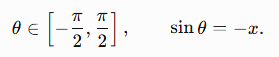 θ ∈ [−π/2, π/2],   sin θ = −x.